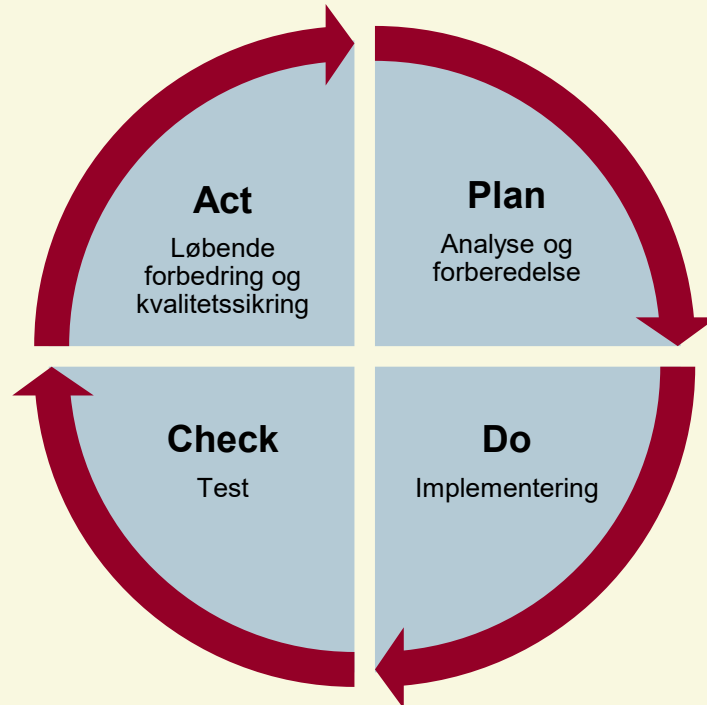 Act
Løbende
forbedring og
kvalitetssikring
Plan
Analyse og
forberedelse
Check
Test
Do
Implementering